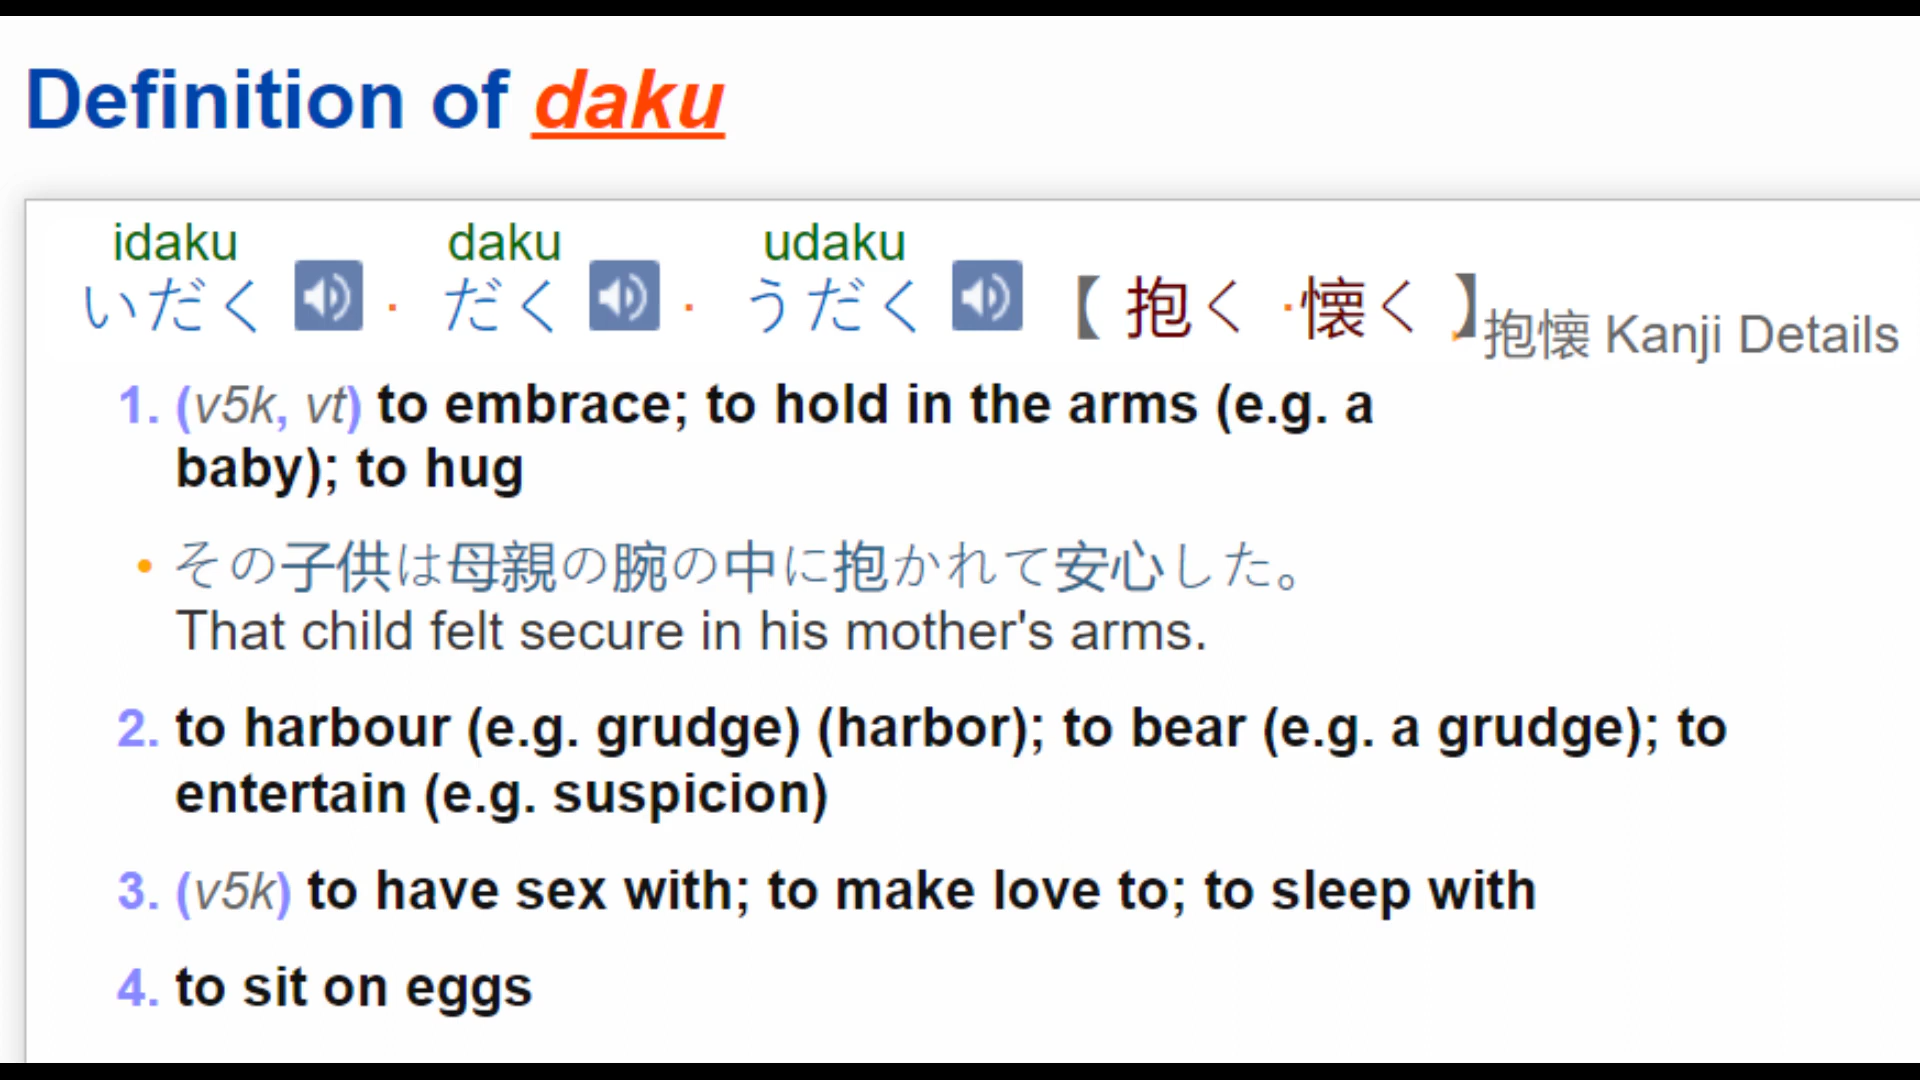 Definition of daku
idaku daku udaku
いだく · だく · うだく 【 抱く ·懐く 】抱懐 Kanji Details
1. (v5k, vt) to embrace; to hold in the arms (e.g. a
baby); to hug
• その子供は母親の腕の中に抱かれて安心した。
That child felt secure in his mother's arms.
2. to harbour (e.g. grudge) (harbor); to bear (e.g. a grudge); to
entertain (e.g. suspicion)
3. (v5k) to have sex with; to make love to; to sleep with
4. to sit on eggs